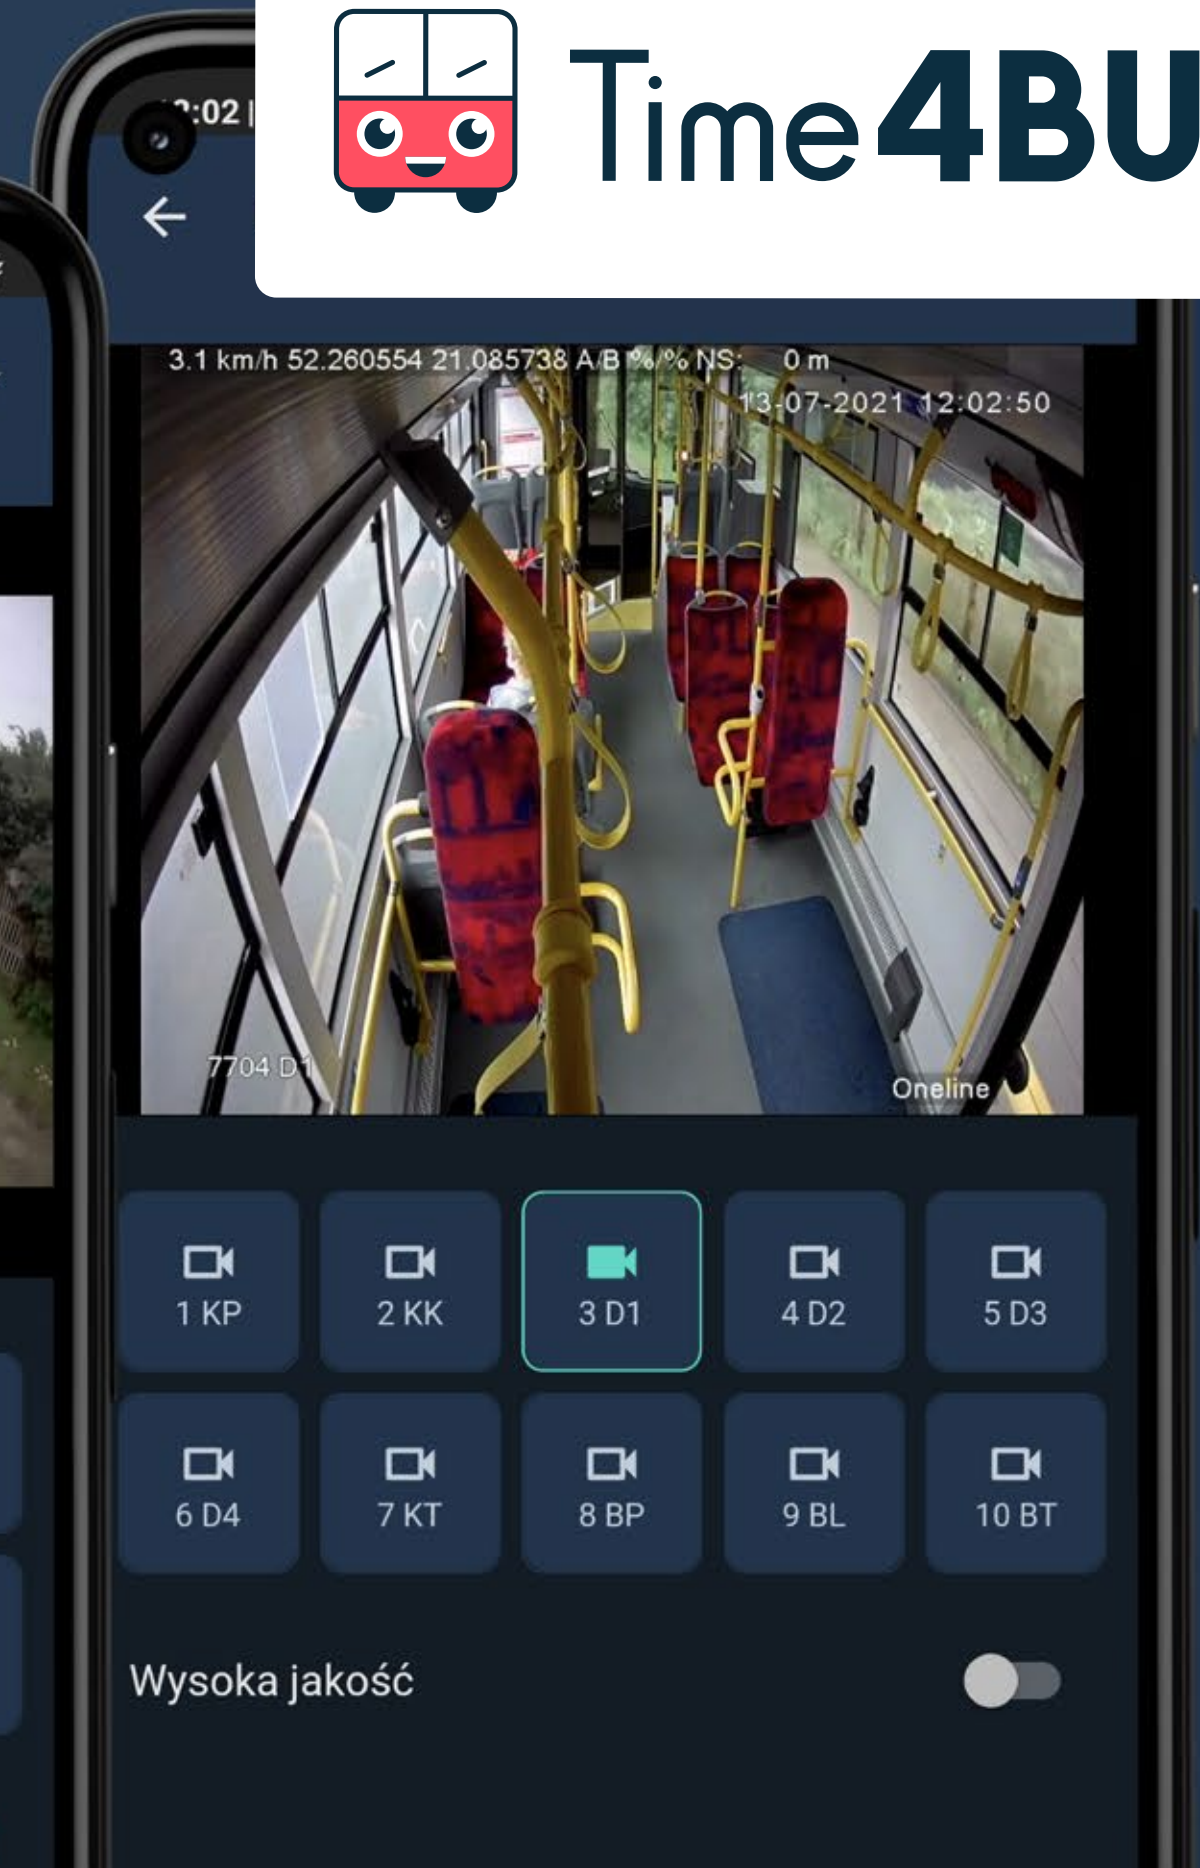 :02
Time4BU
3.1 km/h 52.260554 21.085738 A/B %/% NS: 0 m
13-07-2021 12:02:50
7704 D1
Oneline
1 KP
2 KK
3 D1
4 D2
5 D3
6 D4
7 KT
8 BP
9 BL
10 BT
Wysoka jakość